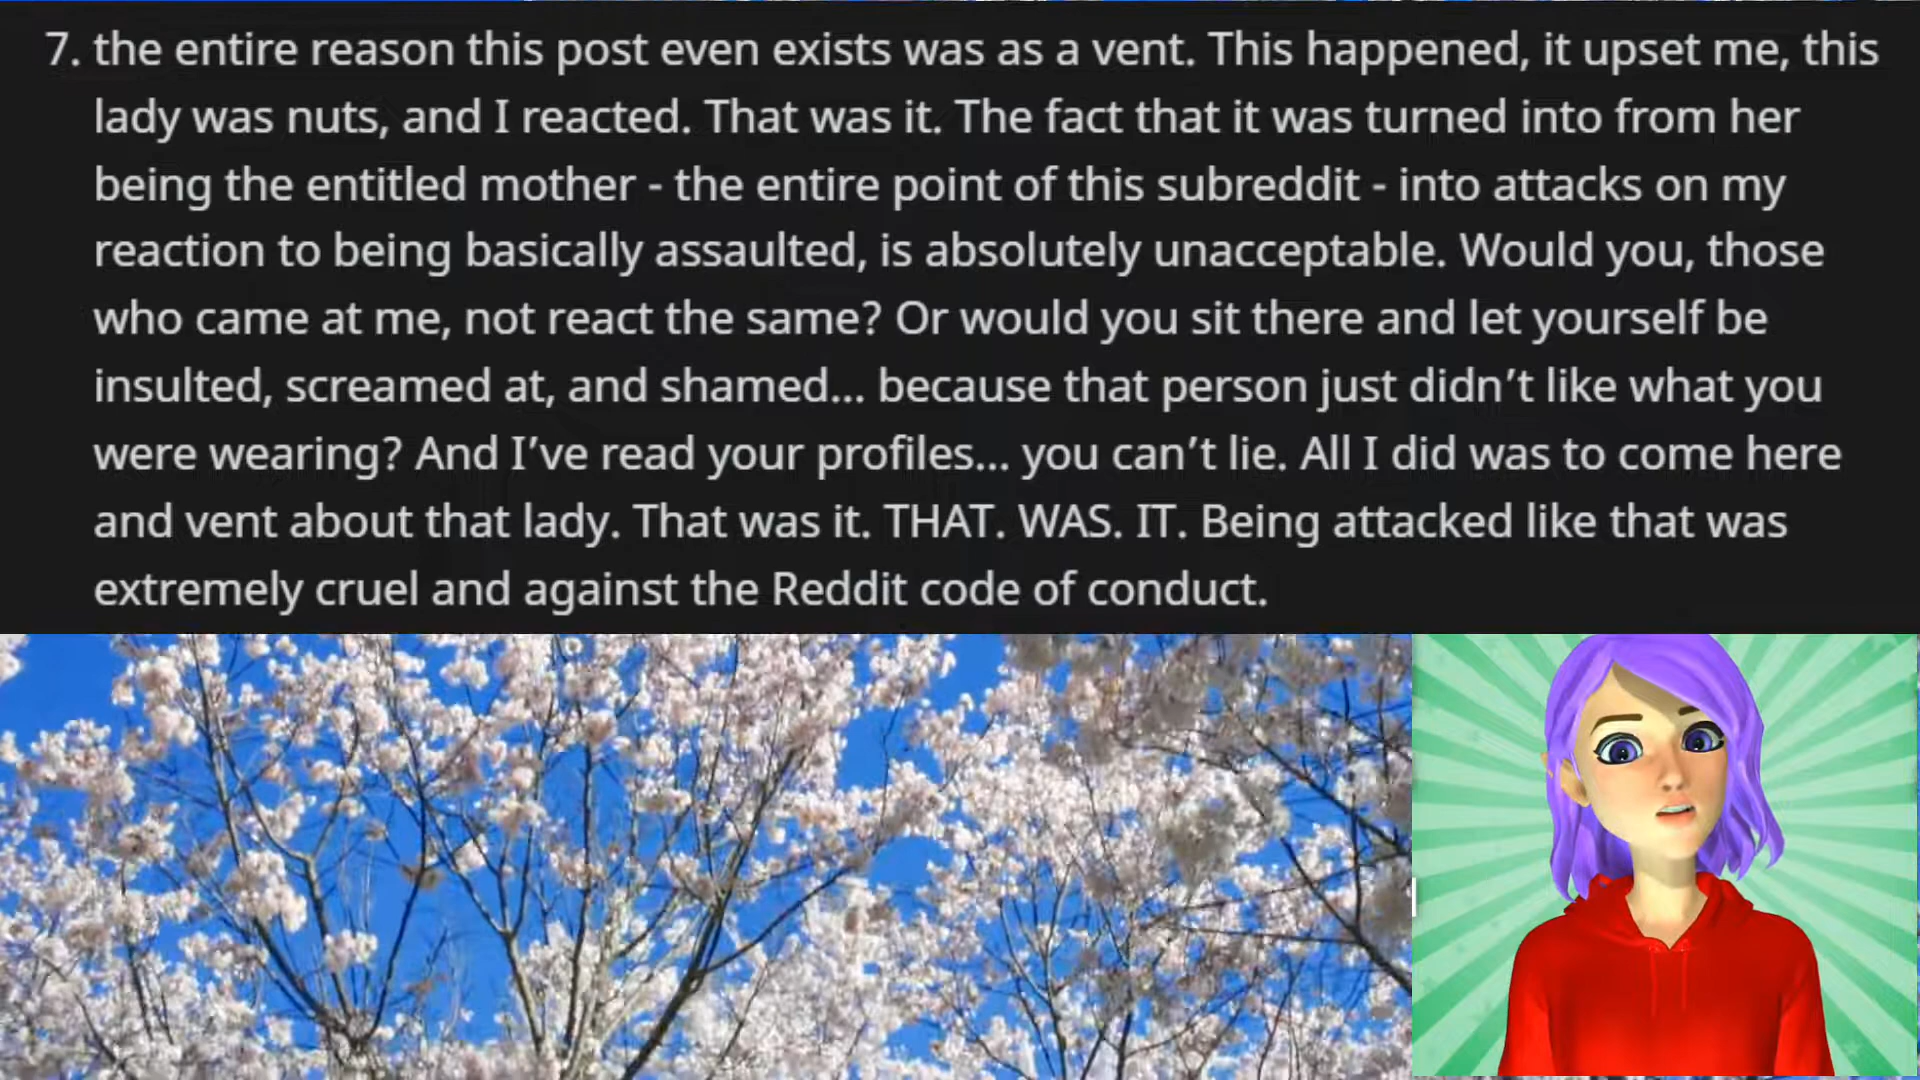 7. the entire reason this post even exists was as a vent. This happened, it upset me, this
lady was nuts, and I reacted. That was it. The fact that it was turned into from her
being the entitled mother - the entire point of this subreddit - into attacks on my
reaction to being basically assaulted, is absolutely unacceptable. Would you, those
who came at me, not react the same? Or would you sit there and let yourself be
insulted, screamed at, and shamed... because that person just didn’t like what you
were wearing? And I’ve read your profiles... you can’t lie. All I did was to come here
and vent about that lady. That was it. THAT. WAS. IT. Being attacked like that was
extremely cruel and against the Reddit code of conduct.